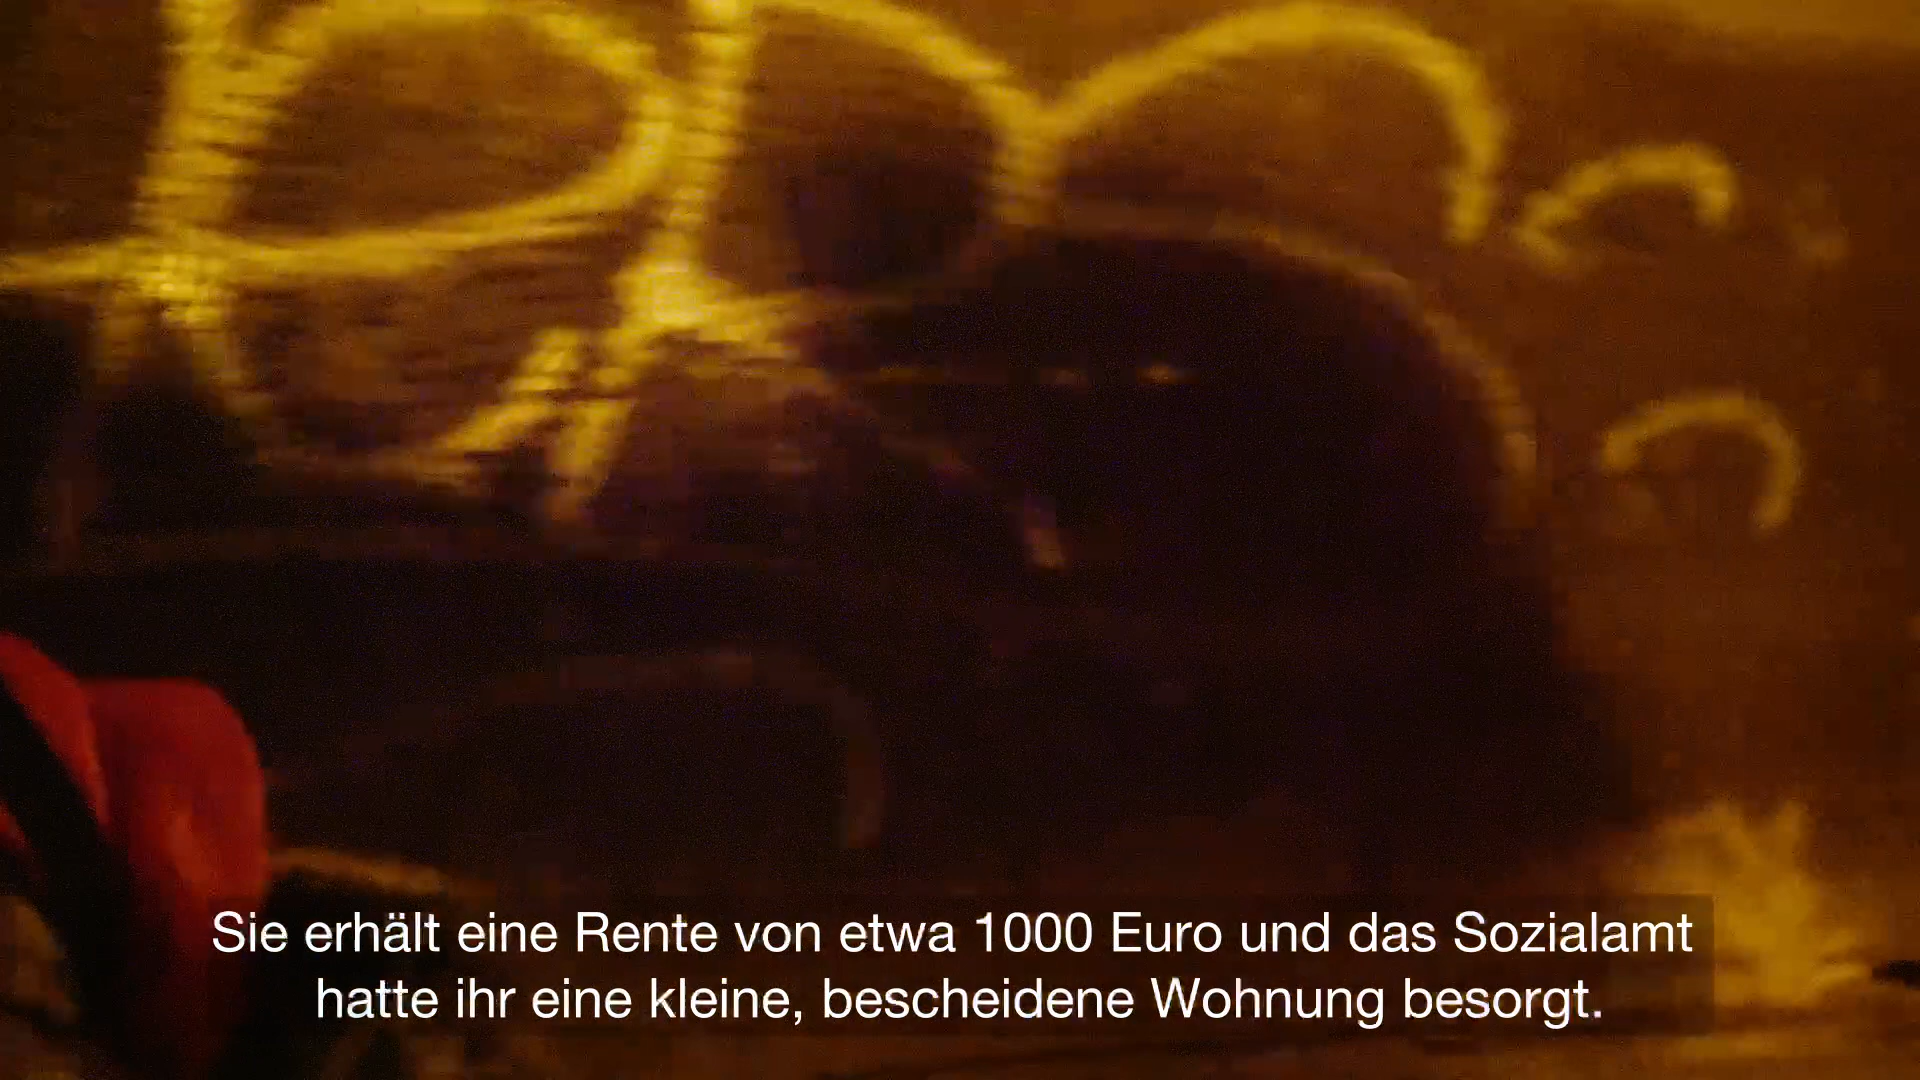 Sie erhält eine Rente von etwa 1000 Euro und das Sozialamt
hatte ihr eine kleine, bescheidene Wohnung besorgt.